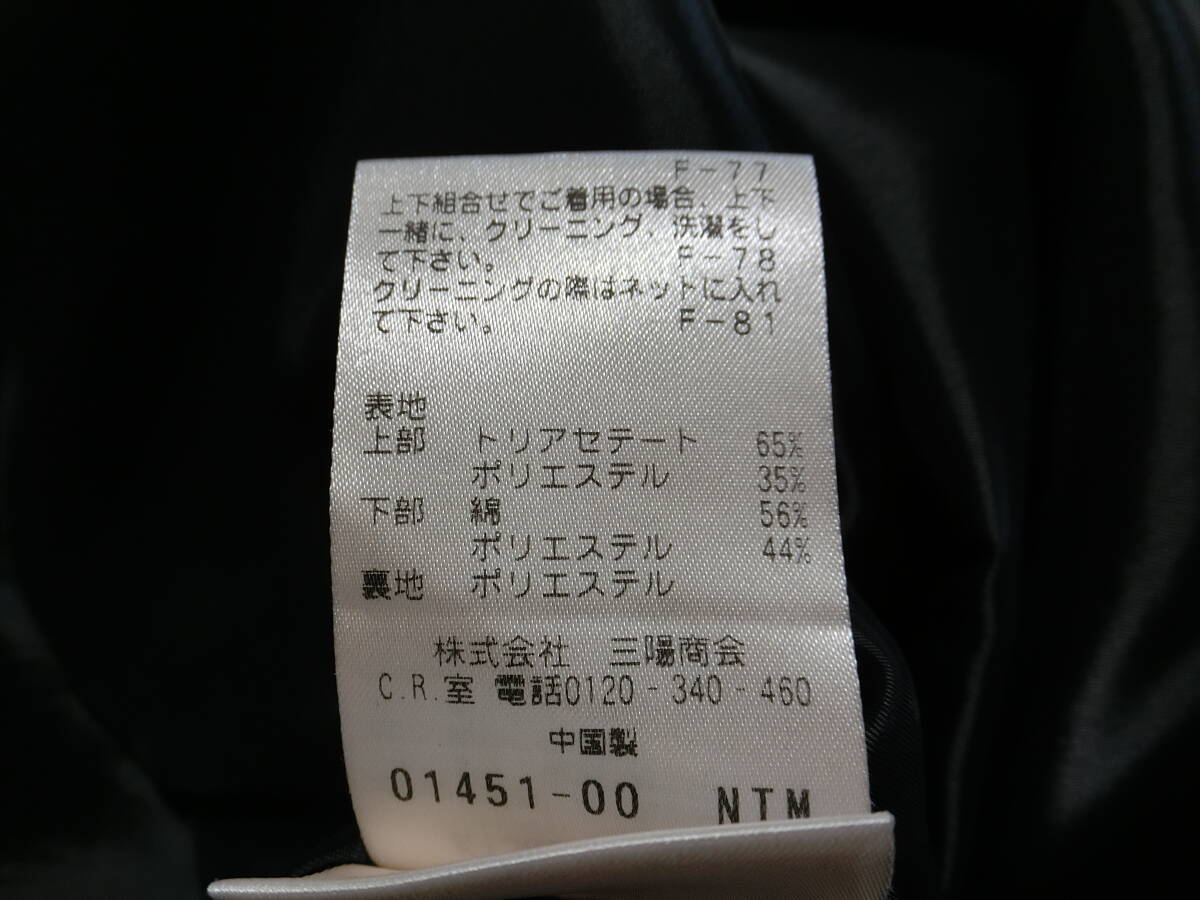 F-77
上下組合せでご着用の場合、上下
一緒に、クリーニング、洗濯をし
て下さい。 F-78
クリーニングの際はネットに入れ
て下さい。 F-81
表地
上部 トリアセテート 65%
ポリエステル 35%
下部 綿 56%
ポリエステル 44%
裏地 ポリエステル
株式会社 三陽商会
C.R.室 電話0120-340-460
中国製
01451-00 NTM